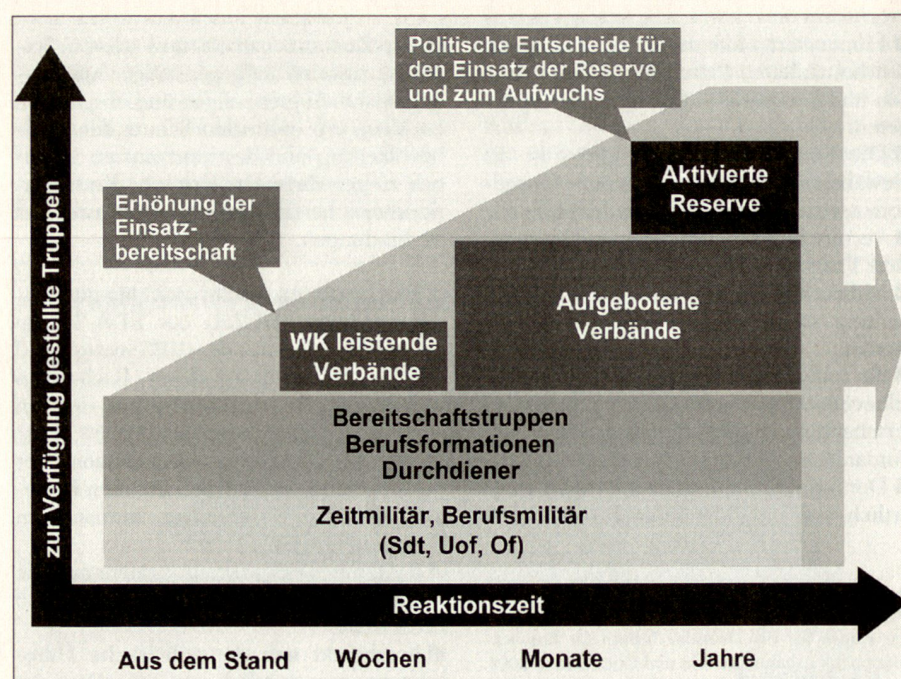 Politische Entscheide für
den Einsatz der Reserve
und zum Aufwuchs
Aktivierte
Reserve
Erhöhung der
Einsatz-
bereitschaft
Aufgebotene
Verbände
WK leistende
Verbände
Bereitschaftstruppen
Berufsformationen
Durchdiener
Zeitmilitär, Berufsmilitär
(Sdt, Uof, Of)
zur Verfügung gestellte Truppen
Reaktionszeit
Aus dem Stand
Wochen
Monate
Jahre